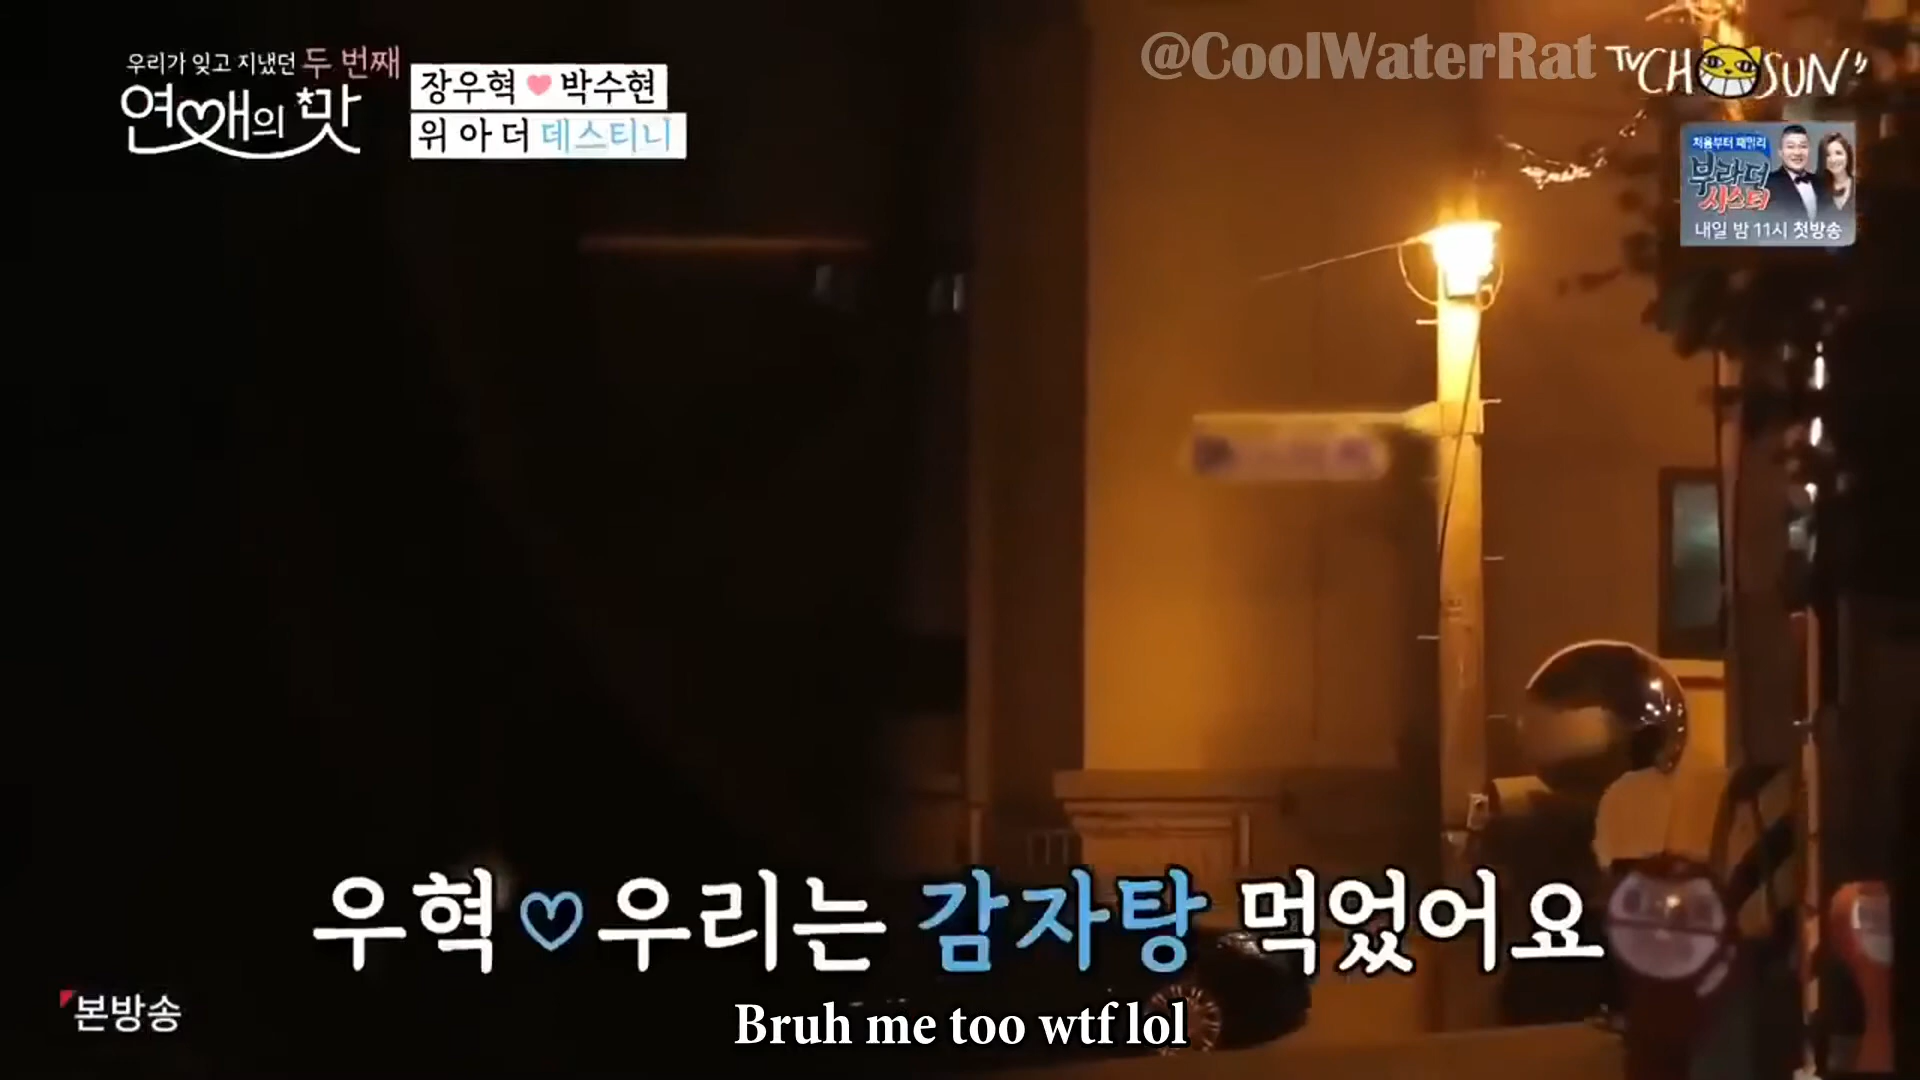 우리가 잊고 지냈던 두 번째
연애의 맛
장우혁 ♥ 박수현
위 아 더 데스티니
@CoolWaterRat
TV CHOSUN
처음부터 패밀리
부라더
시스터
내일 밤 11시 첫방송
우혁♡우리는 감자탕 먹었어요
본방송
Bruh me too wtf lol